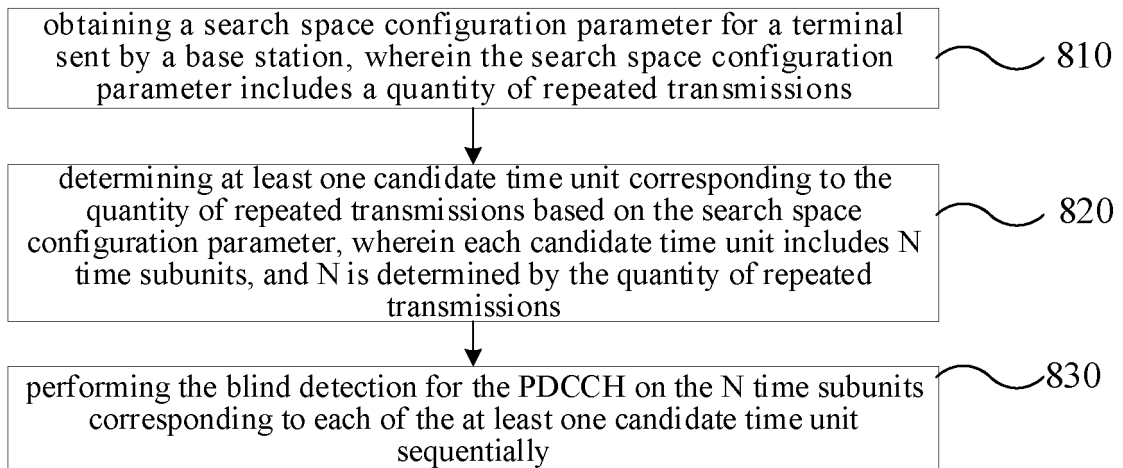 obtaining a search space configuration parameter for a terminal
sent by a base station, wherein the search space configuration
parameter includes a quantity of repeated transmissions
810
determining at least one candidate time unit corresponding to the
quantity of repeated transmissions based on the search space
configuration parameter, wherein each candidate time unit includes N
time subunits, and N is determined by the quantity of repeated
transmissions
820
performing the blind detection for the PDCCH on the N time subunits
corresponding to each of the at least one candidate time unit
sequentially
830